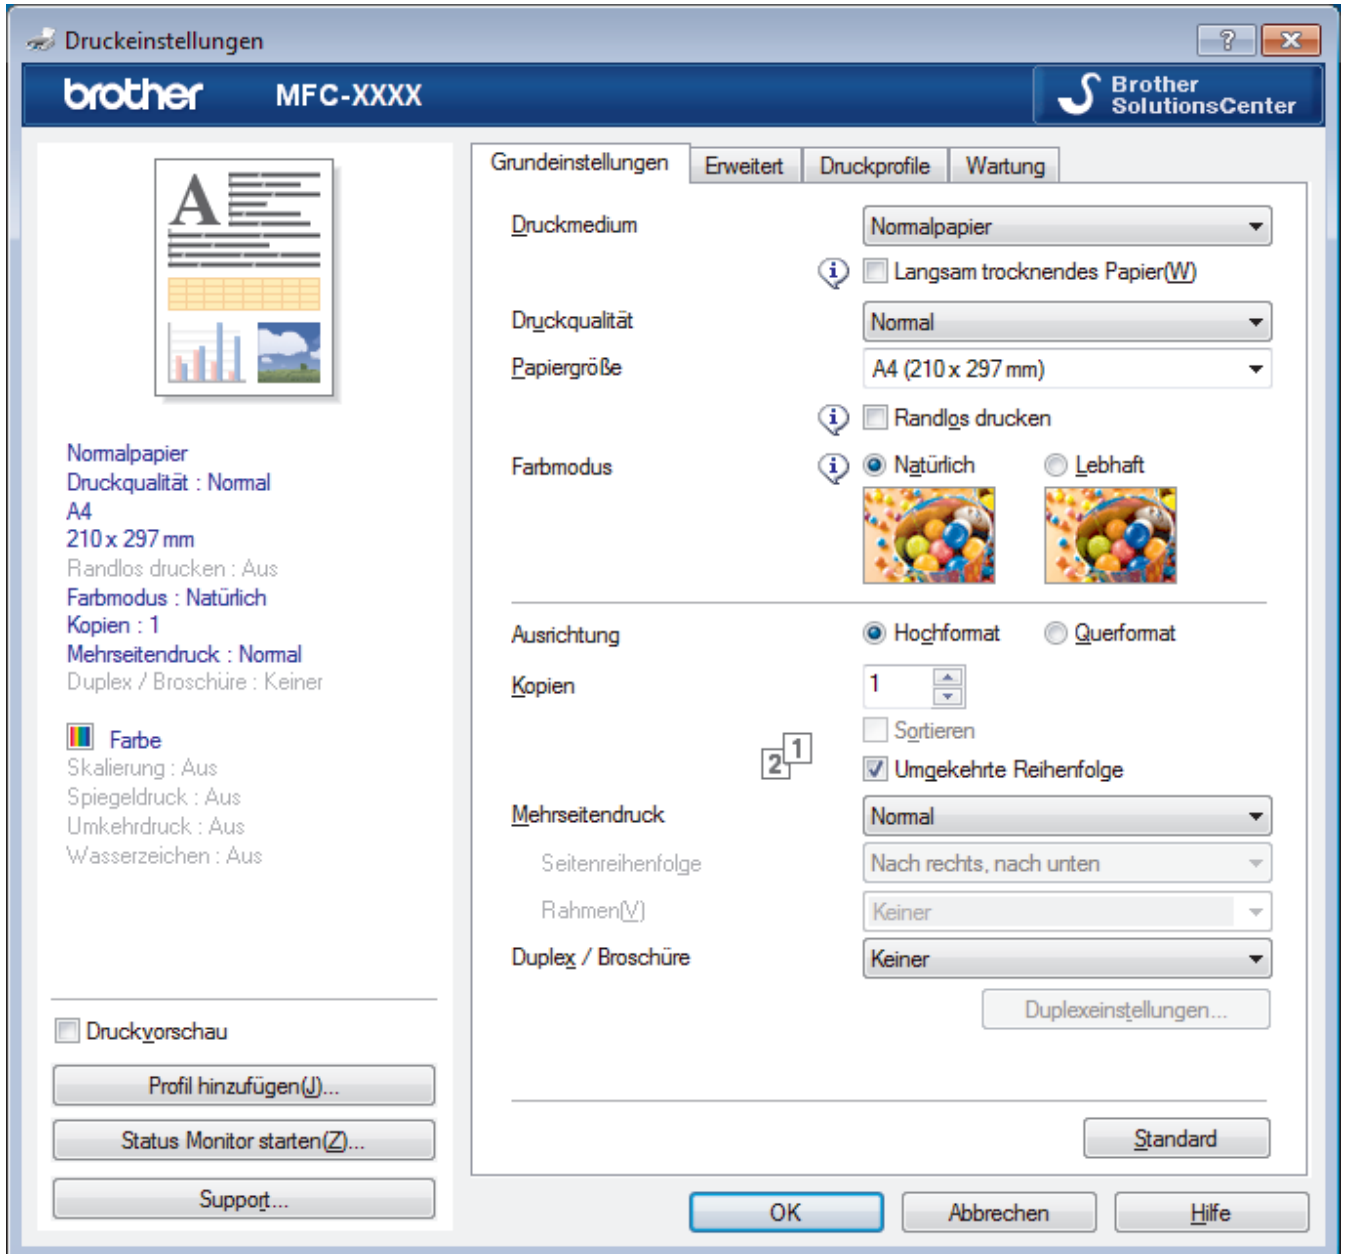 Druckeinstellungen
brother MFC-XXXX Brother SolutionsCenter
Grundeinstellungen Erweitert Druckprofile Wartung
A
Normalpapier
Druckqualität : Normal
A4
210 x 297 mm
Randlos drucken : Aus
Farbmodus : Natürlich
Kopien : 1
Mehrseitendruck : Normal
Duplex / Broschüre : Keiner
Farbe
Skalierung : Aus
Spiegeldruck : Aus
Umkehrdruck : Aus
Wasserzeichen : Aus
Druckvorschau
Profil hinzufügen(J)...
Status Monitor starten(Z)...
Support...
Druckmedium Normalpapier
Langsam trocknendes Papier(W)
Druckqualität Normal
Papiergröße A4 (210 x 297 mm)
Randlos drucken
Farbmodus Natürlich Lebhaft
Ausrichtung Hochformat Querformat
Kopien 1
Sortieren
2 1 Umgekehrte Reihenfolge
Mehrseitendruck Normal
Seitenreihenfolge Nach rechts, nach unten
Rahmen(V) Keiner
Duplex / Broschüre Keiner
Duplexeinstellungen...
Standard
OK Abbrechen Hilfe